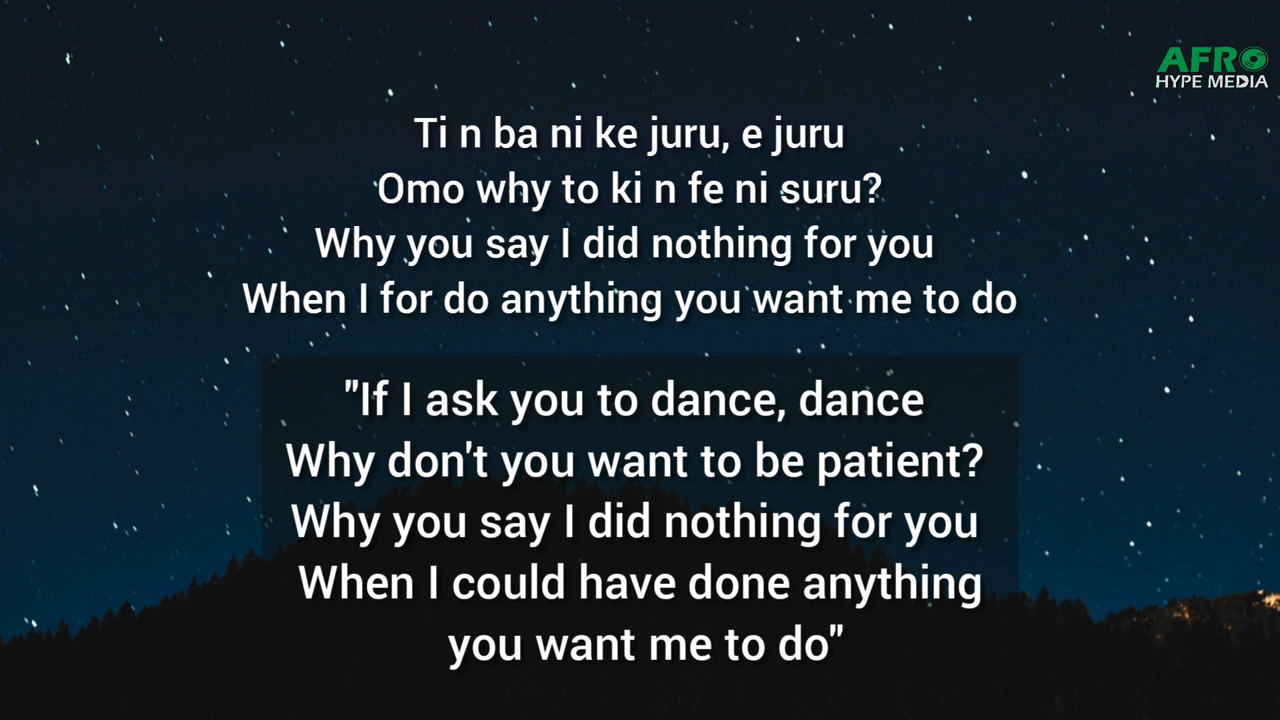 AFRO
HYPE MEDIA
Ti n ba ni ke juru, e juru
Omo why to ki n fe ni suru?
Why you say I did nothing for you
When I for do anything you want me to do
"If I ask you to dance, dance
Why don't you want to be patient?
Why you say I did nothing for you
When I could have done anything
you want me to do"